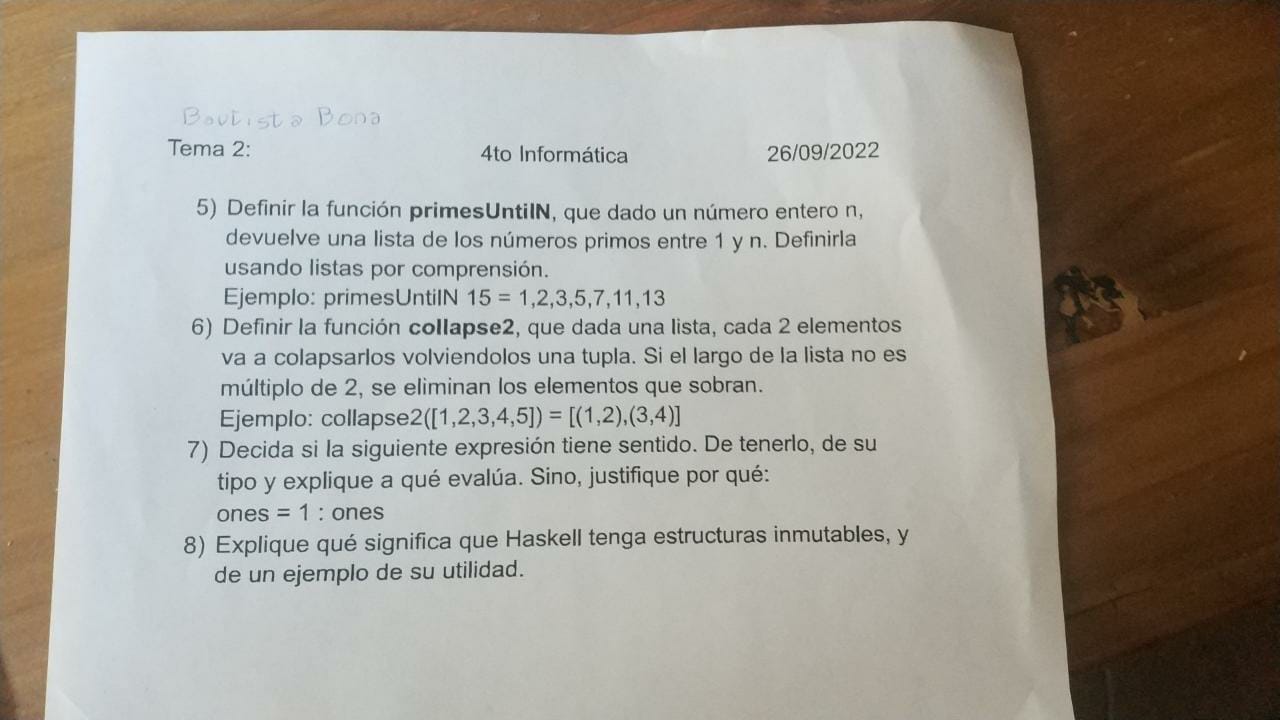 Bautista Bona
Tema 2: 4to Informática 26/09/2022
5) Definir la función primesUntilN, que dado un número entero n,
devuelve una lista de los números primos entre 1 y n. Definirla
usando listas por comprensión.
Ejemplo: primesUntilN 15 = 1,2,3,5,7,11,13
6) Definir la función collapse2, que dada una lista, cada 2 elementos
va a colapsarlos volviendolos una tupla. Si el largo de la lista no es
múltiplo de 2, se eliminan los elementos que sobran.
Ejemplo: collapse2([1,2,3,4,5]) = [(1,2),(3,4)]
7) Decida si la siguiente expresión tiene sentido. De tenerlo, de su
tipo y explique a qué evalúa. Sino, justifique por qué:
ones = 1 : ones
8) Explique qué significa que Haskell tenga estructuras inmutables, y
de un ejemplo de su utilidad.